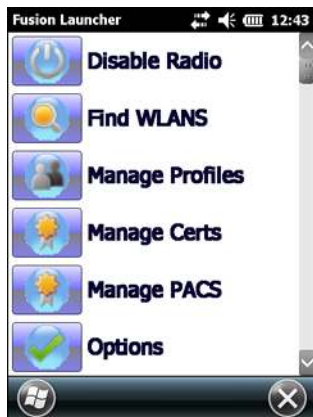 Fusion Launcher 12:43
Disable Radio
Find WLANS
Manage Profiles
Manage Certs
Manage PACS
Options